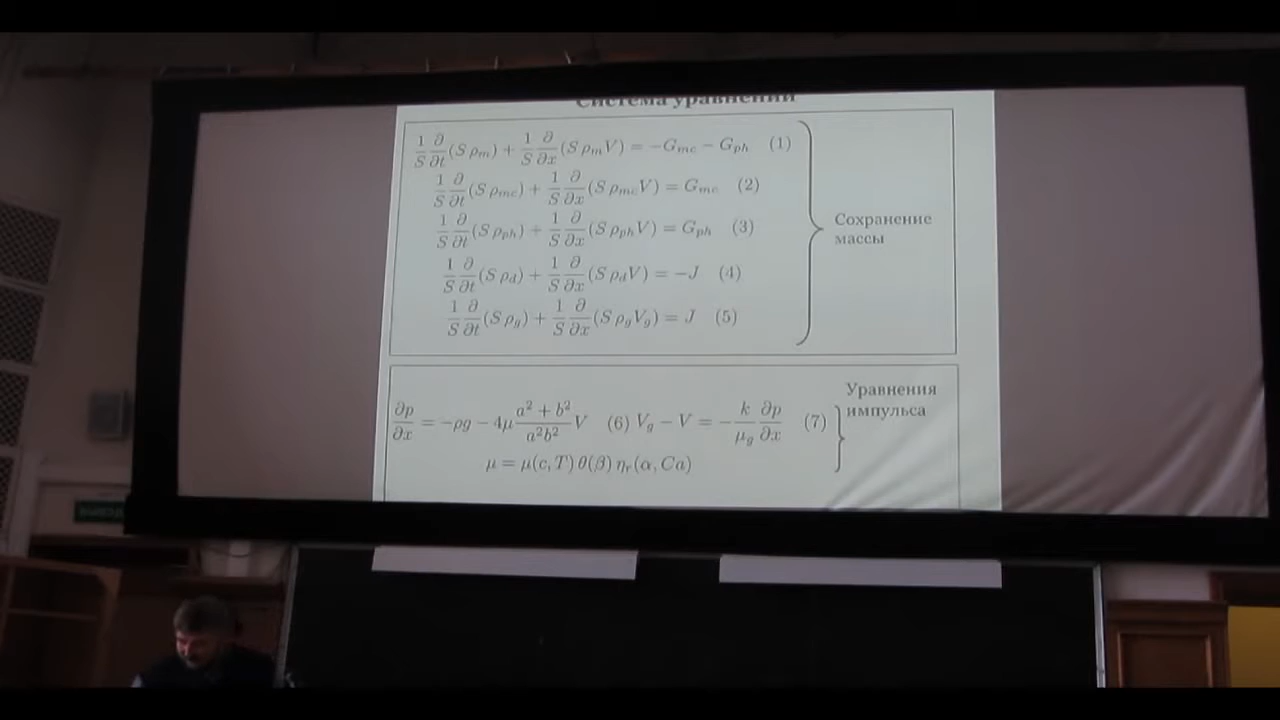 Система уравнений
1/S ∂/∂t (S ρ_m) + 1/S ∂/∂x (S ρ_m V) = −G_mc − G_ph (1)
1/S ∂/∂t (S ρ_mc) + 1/S ∂/∂x (S ρ_mc V) = G_mc (2)
1/S ∂/∂t (S ρ_ph) + 1/S ∂/∂x (S ρ_ph V) = G_ph (3)
1/S ∂/∂t (S ρ_d) + 1/S ∂/∂x (S ρ_d V) = −J (4)
1/S ∂/∂t (S ρ_g) + 1/S ∂/∂x (S ρ_g V_g) = J (5)
Сохранение
массы
∂p/∂x = −ρg − 4μ (a² + b²)/(a²b²) V (6) V_g − V = − k/μ_g ∂p/∂x (7)
μ = μ(c, T) θ(β) η_r(α, Ca)
Уравнения
импульса